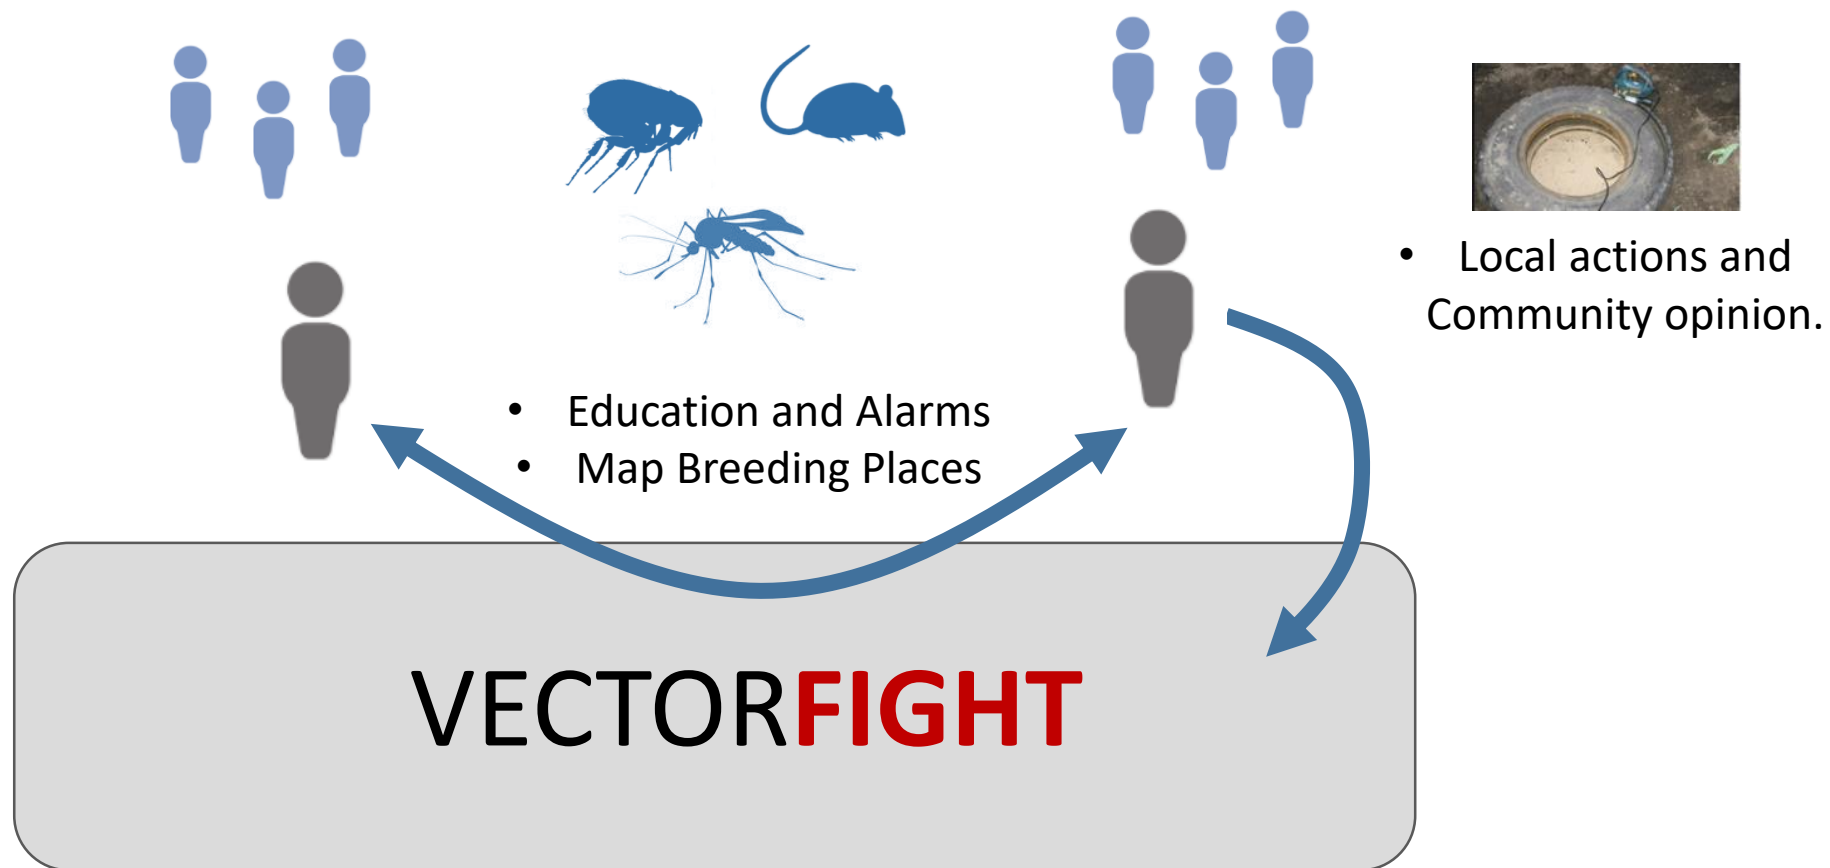 • Local actions and
Community opinion.
• Education and Alarms
• Map Breeding Places
VECTORFIGHT